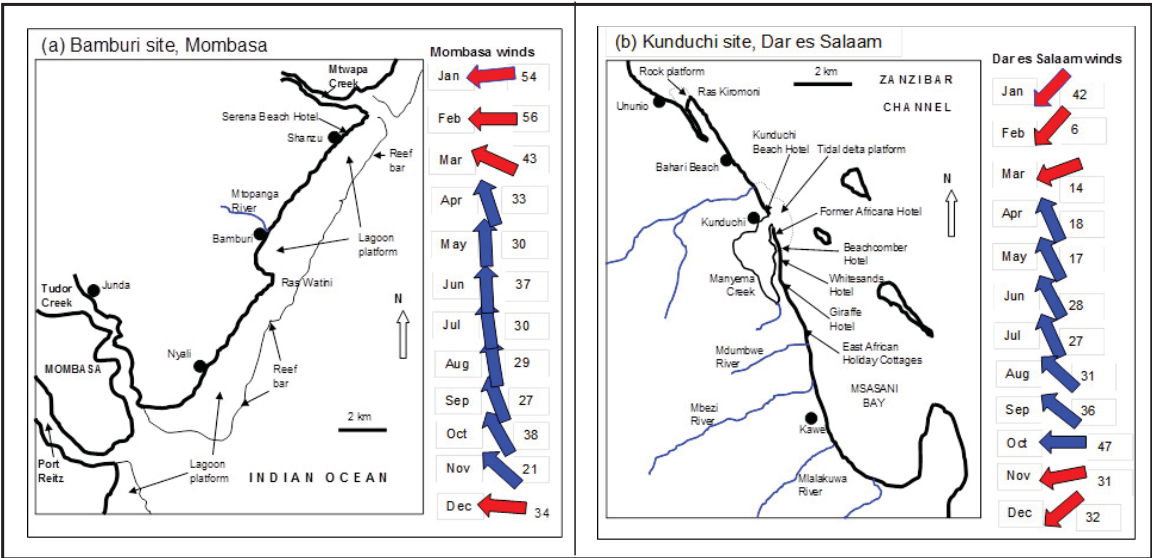 (a) Bamburi site, Mombasa
Mombasa winds
Mtwapa
Creek
Serena Beach Hotel
Shanzu
Reef
bar
Mtopanga
River
Bamburi
Lagoon
platform
Ras Watini
Tudor
Creek
Junda
N
Nyali
MOMBASA
Reef
bar
2 km
Port
Reitz
Lagoon
platform
INDIAN OCEAN
Jan 54
Feb 56
Mar 43
Apr 33
May 30
Jun 37
Jul 30
Aug 29
Sep 27
Oct 38
Nov 21
Dec 34
(b) Kunduchi site, Dar es Salaam
Dar es Salaam winds
Rock platform
Ras Kiromoni
2 km
ZANZIBAR
CHANNEL
Ununio
Kunduchi
Beach Hotel
Tidal delta platform
Bahari Beach
N
Kunduchi
Former Africana Hotel
Beachcomber
Hotel
Manyema
Creek
Whitesands
Hotel
Giraffe
Hotel
Mdumbwe
River
East African
Holiday Cottages
MSASANI
BAY
Mbezi
River
Kawe
Mlalakuwa
River
Jan 42
Feb 6
Mar 14
Apr 18
May 17
Jun 28
Jul 27
Aug 31
Sep 36
Oct 47
Nov 31
Dec 32